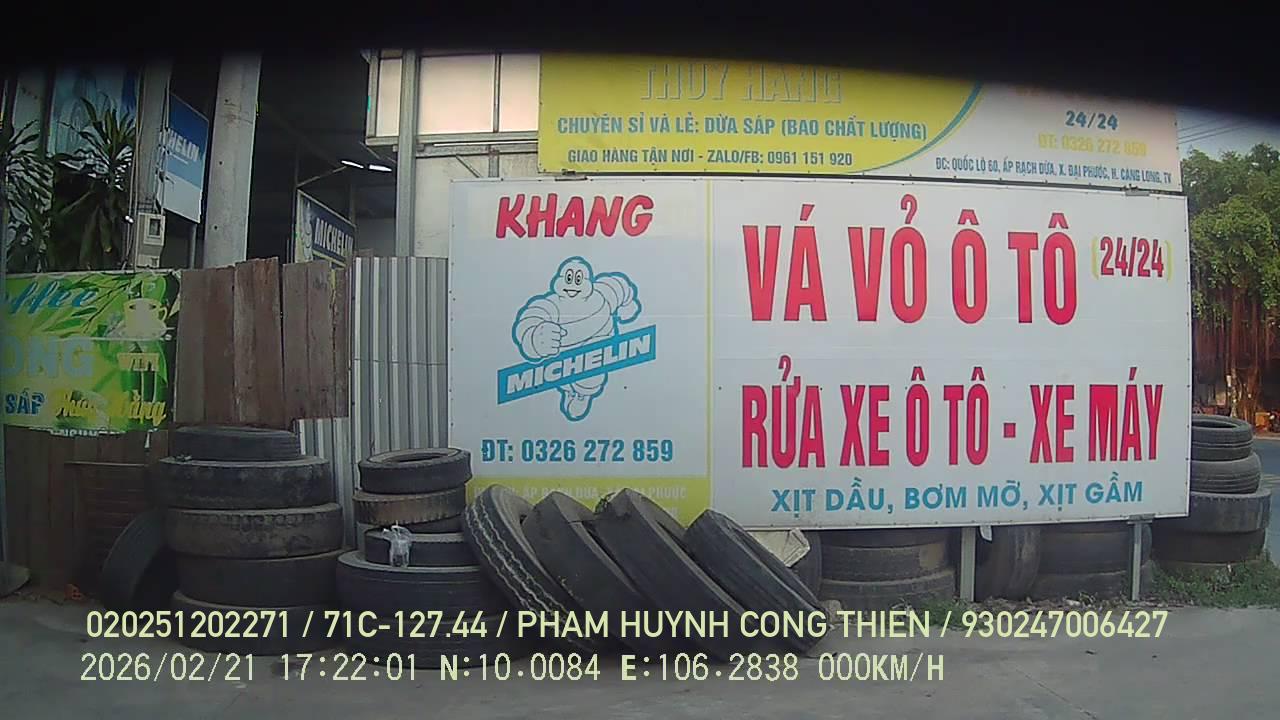 THUÝ HẰNG
CHUYÊN SỈ VÀ LẺ: DỪA SÁP (BAO CHẤT LƯỢNG)
GIAO HÀNG TẬN NƠI - ZALO/FB: 0961 151 920
24/24
ĐT: 0326 272 859
ĐC: QUỐC LỘ 60, ẤP RẠCH DỪA, X. ĐẠI PHƯỚC, H. CÀNG LONG, TV
MICHELIN
KHANG
MICHELIN
ĐT: 0326 272 859
VÁ VỎ Ô TÔ (24/24)
RỬA XE Ô TÔ - XE MÁY
XỊT DẦU, BƠM MỠ, XỊT GẦM
WIFI
SÁP
020251202271 / 71C-127.44 / PHAM HUYNH CONG THIEN / 930247006427
2026/02/21 17:22:01 N:10.0084 E:106.2838 000KM/H